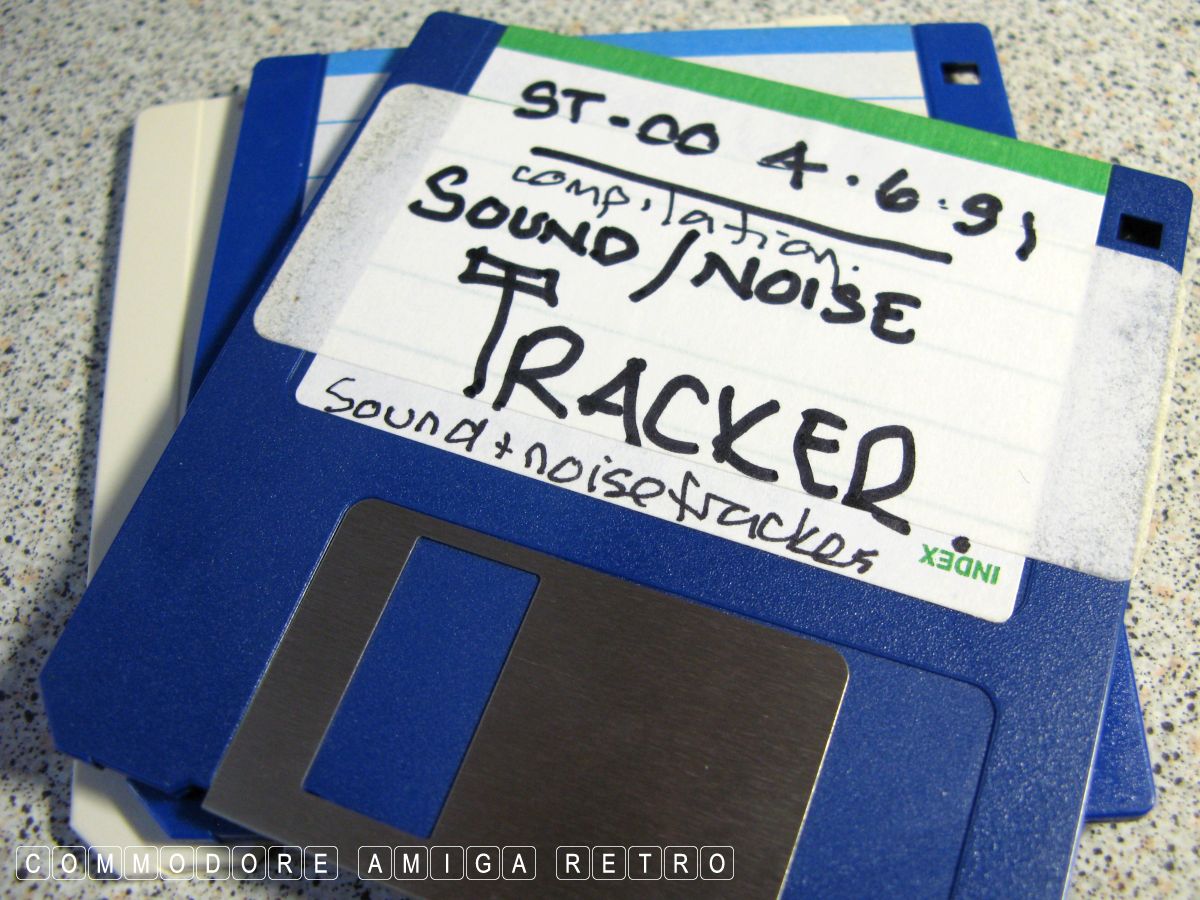 ST-00 4.6.91
compilation.
SOUND/NOISE
TRACKER.
Sound+noisetracker
INDEX
COMMODORE AMIGA RETRO